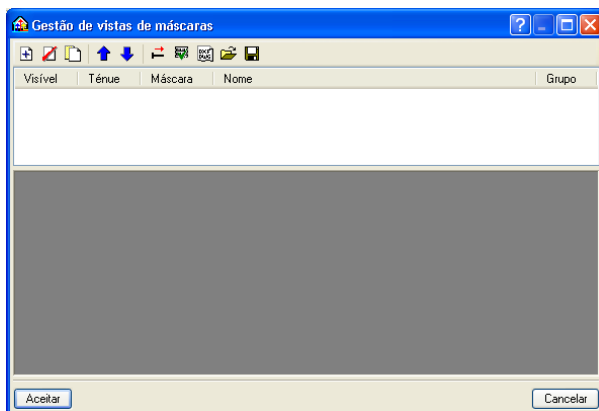 Gestão de vistas de máscaras
Visível Ténue Máscara Nome Grupo
Aceitar Cancelar